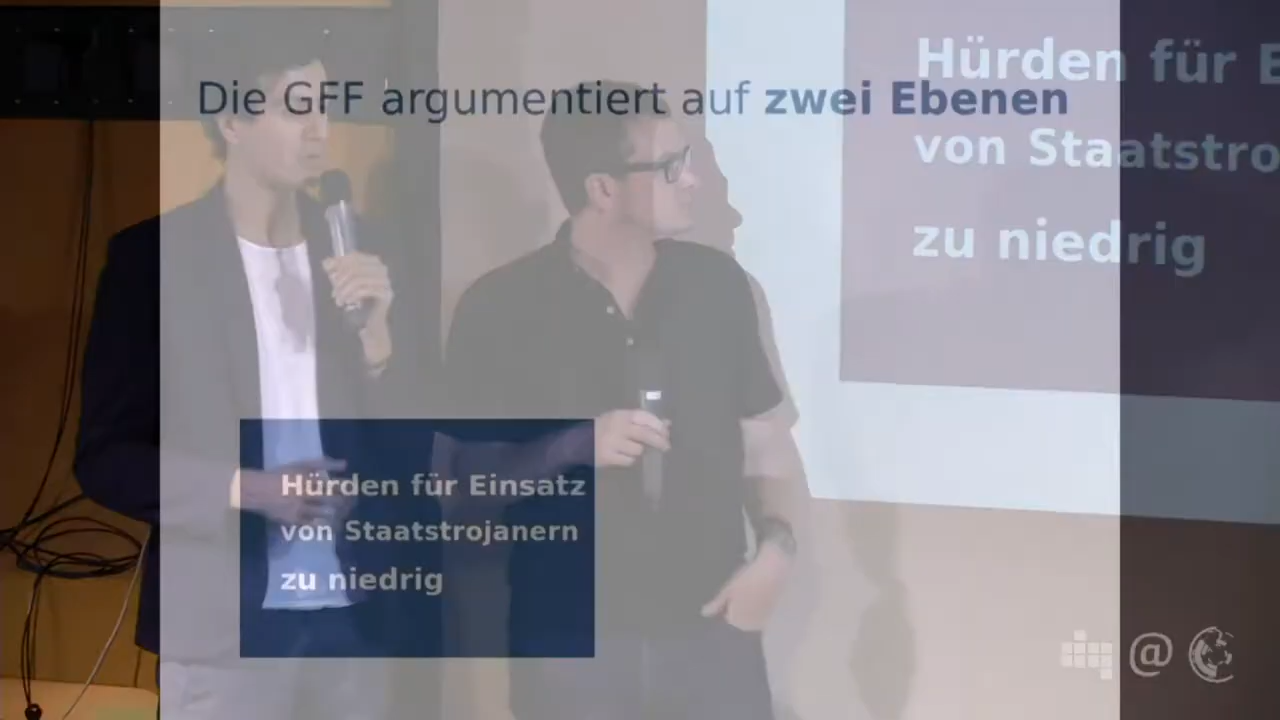 Die GFF argumentiert auf zwei Ebenen
Hürden für E
von Staatstro
zu niedrig
Hürden für Einsatz
von Staatstrojanern
zu niedrig
@